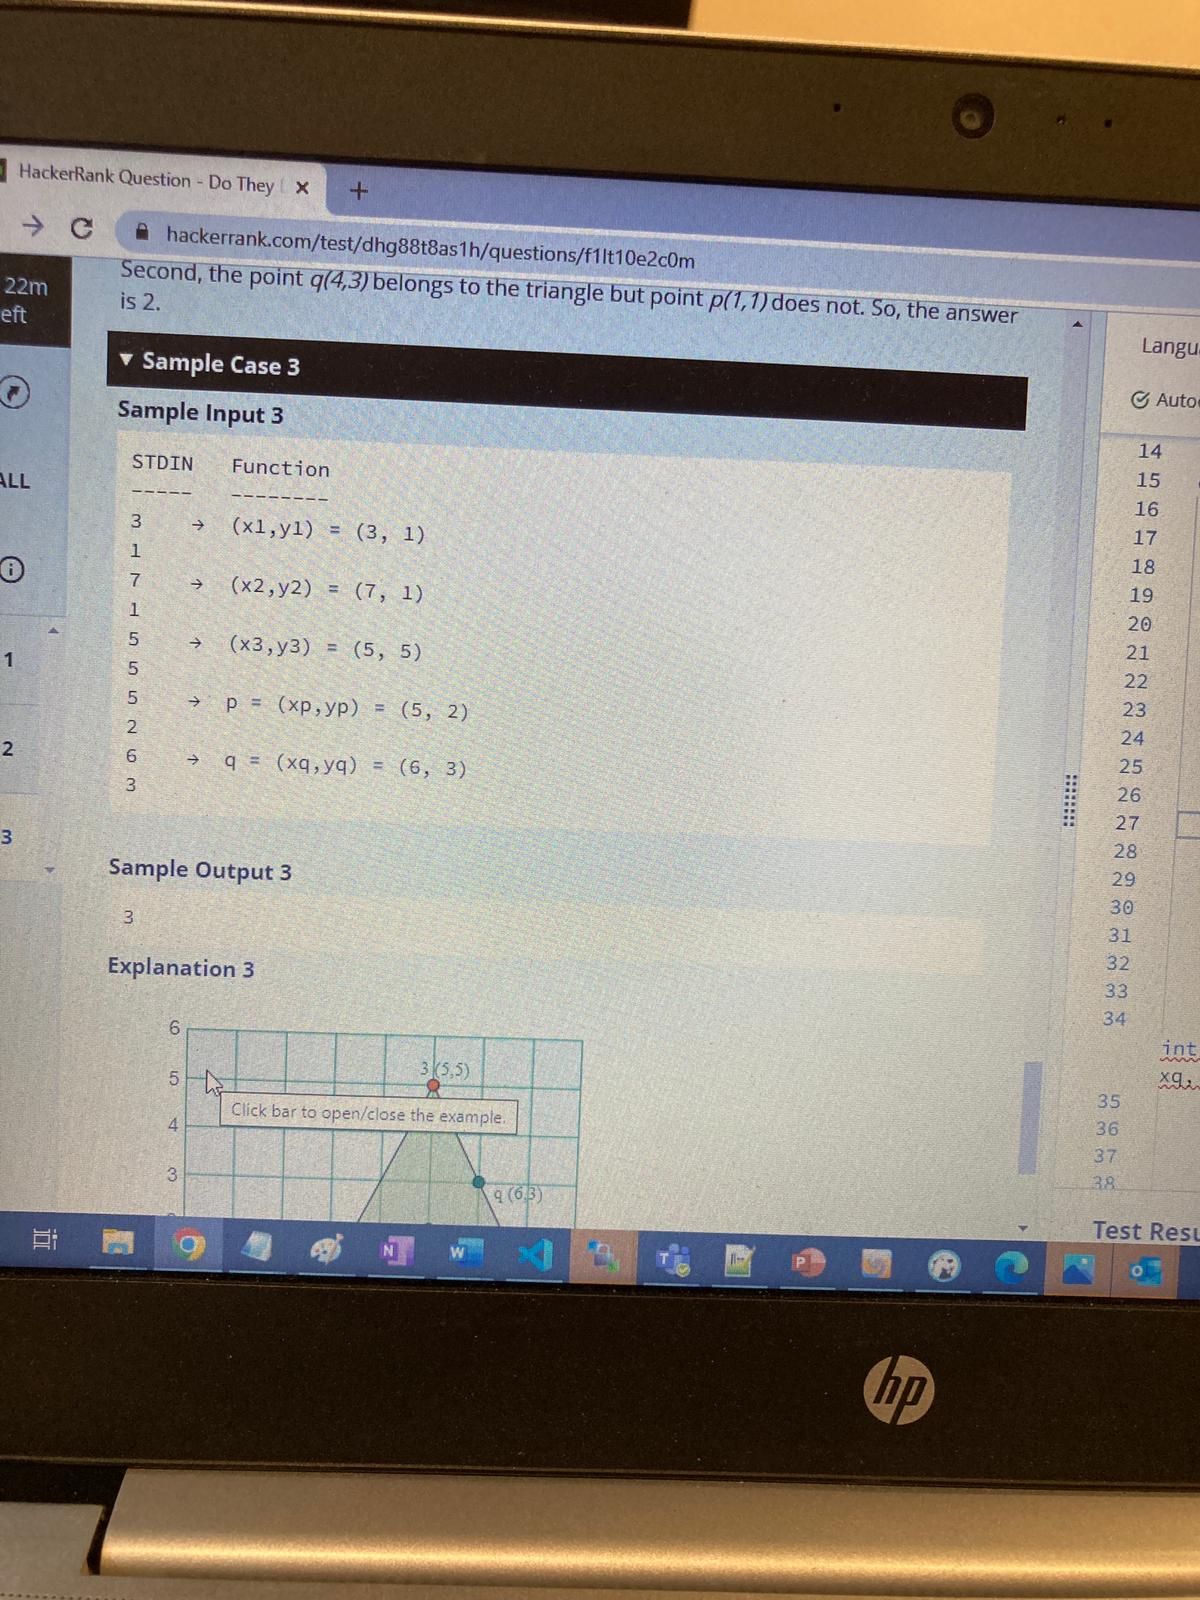 HackerRank Question - Do They
hackerrank.com/test/dhg88t8as1h/questions/f1lt10e2c0m
22m
eft
ALL
1
2
3
Second, the point q(4,3) belongs to the triangle but point p(1,1) does not. So, the answer
is 2.
▼ Sample Case 3
Sample Input 3
STDIN Function
----- --------
3 → (x1,y1) = (3, 1)
1
7 → (x2,y2) = (7, 1)
1
5 → (x3,y3) = (5, 5)
5
5 → p = (xp,yp) = (5, 2)
2
6 → q = (xq,yq) = (6, 3)
3
Sample Output 3
3
Explanation 3
6
5
4
3
3 (5,5)
Click bar to open/close the example.
q (6,3)
Langu
Auto
14
15
16
17
18
19
20
21
22
23
24
25
26
27
28
29
30
31
32
33
34
int
xq,
35
36
37
38
Test Resu
hp